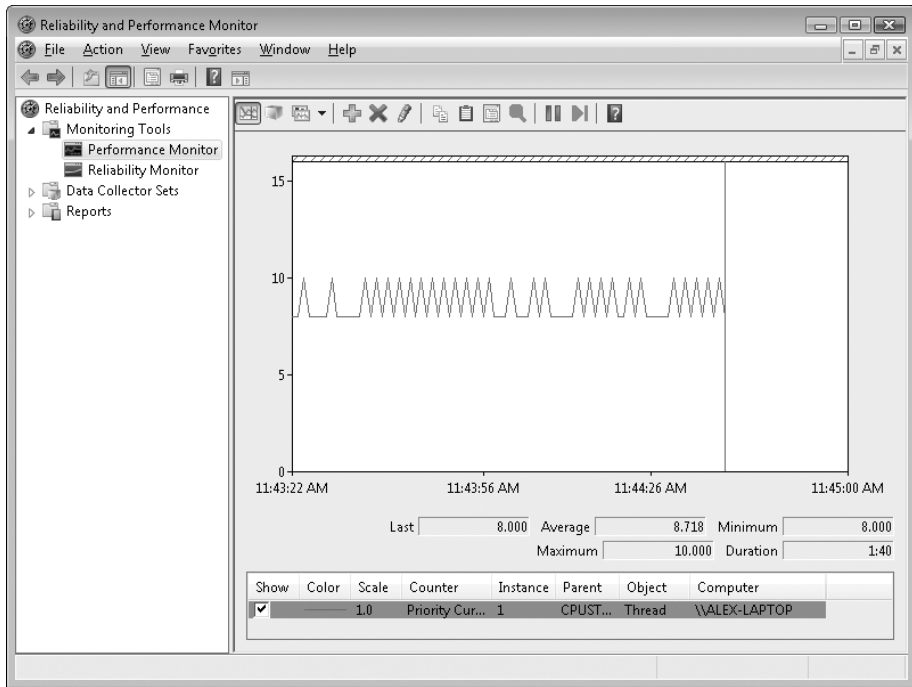 Reliability and Performance Monitor
File Action View Favorites Window Help
Reliability and Performance
Monitoring Tools
Performance Monitor
Reliability Monitor
Data Collector Sets
Reports
15
10
5
0
11:43:22 AM 11:43:56 AM 11:44:26 AM 11:45:00 AM
Last 8.000 Average 8.718 Minimum 8.000
Maximum 10.000 Duration 1:40
Show Color Scale Counter Instance Parent Object Computer
1.0 Priority Cur... 1 CPUST... Thread \\ALEX-LAPTOP